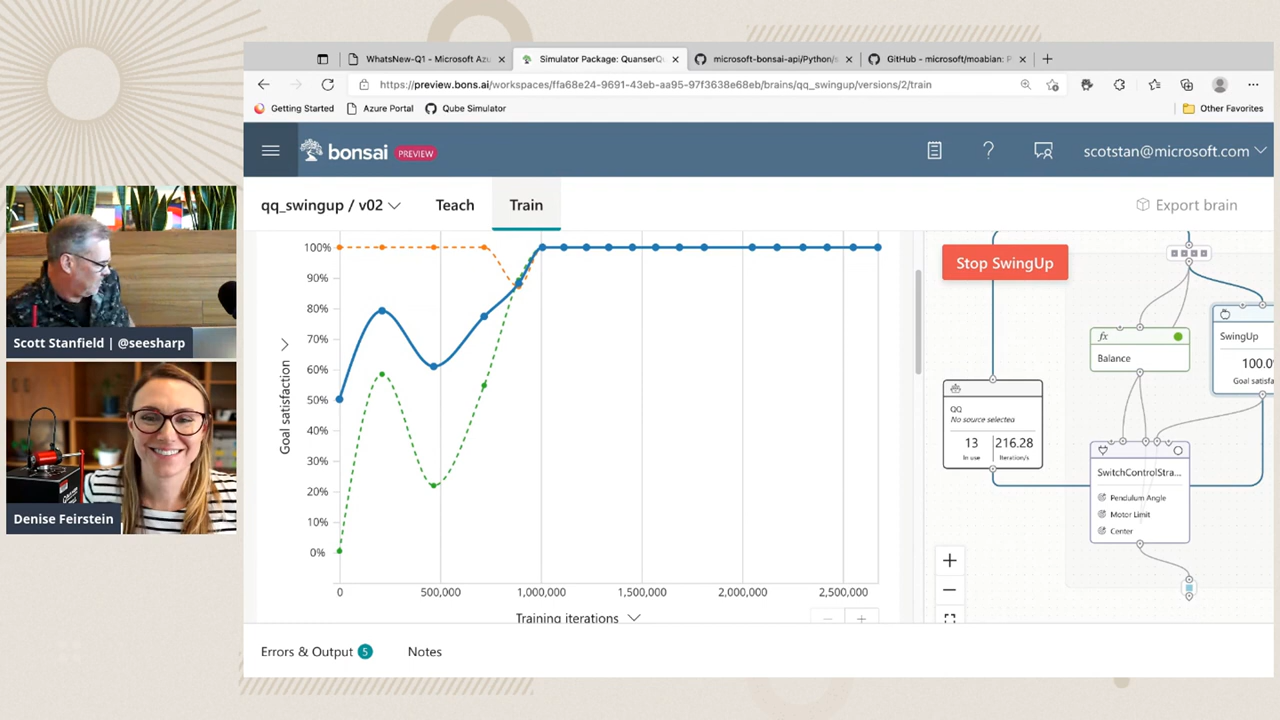 WhatsNew-Q1 - Microsoft Az
Simulator Package: QuanserQ
microsoft-bonsai-api/Python/s
GitHub - microsoft/moabian: P
https://preview.bons.ai/workspaces/ffa68e24-9691-43eb-aa95-97f3638e68eb/brains/qq_swingup/versions/2/train
Getting Started
Azure Portal
Qube Simulator
Other Favorites
bonsai PREVIEW
?
scotstan@microsoft.com
qq_swingup / v02
Teach
Train
Export brain
100%
90%
80%
70%
60%
50%
40%
30%
20%
10%
0%
Goal satisfaction
0
500,000
1,000,000
1,500,000
2,000,000
2,500,000
Training iterations
Stop SwingUp
fx
Balance
SwingUp
100.0
Goal satisfa
QQ
No source selected
13
In use
216.28
Iteration/s
SwitchControlStra...
Pendulum Angle
Motor Limit
Center
Errors & Output 5
Notes
Scott Stanfield | @seesharp
Denise Feirstein